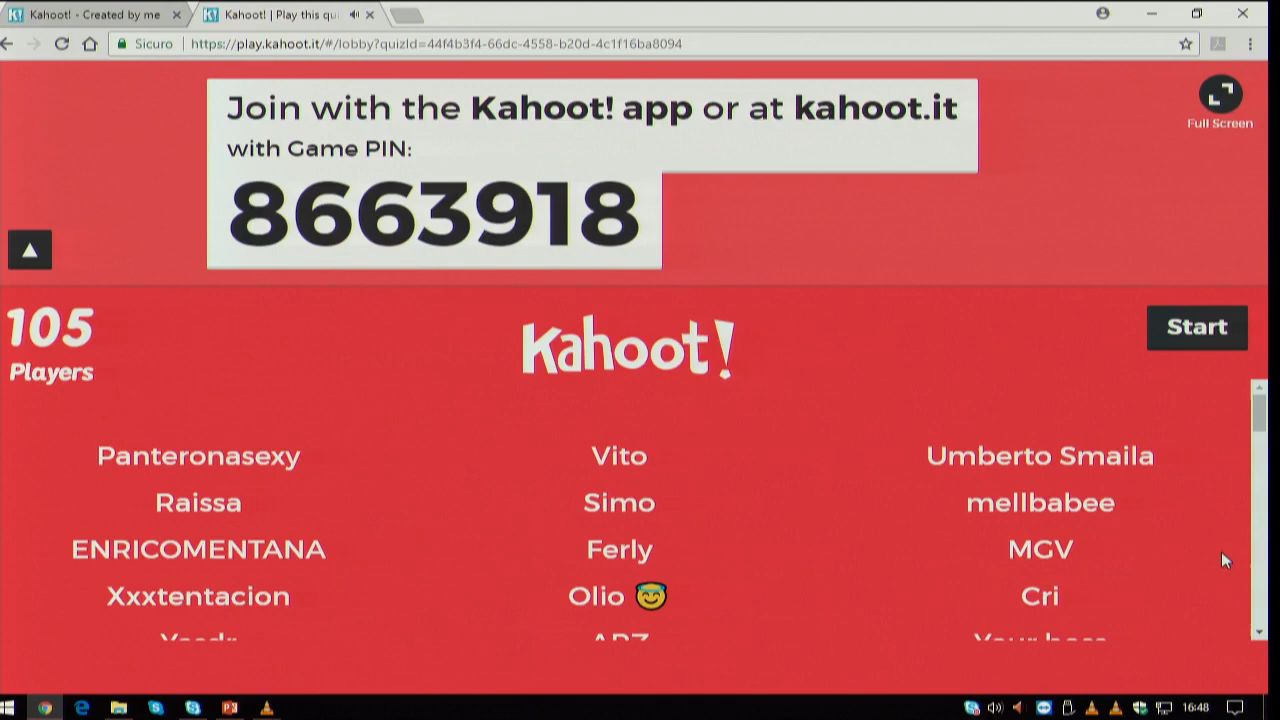 Kahoot! - Created by me
Kahoot! | Play this qu
Sicuro
https://play.kahoot.it/#/lobby?quizId=44f4b3f4-66dc-4558-b20d-4c1f16ba8094
Join with the Kahoot! app or at kahoot.it
with Game PIN:
8663918
Full Screen
105
Players
Kahoot!
Start
Panteronasexy
Vito
Umberto Smaila
Raissa
Simo
mellbabee
ENRICOMENTANA
Ferly
MGV
Xxxtentacion
Olio 😇
Cri
16:48